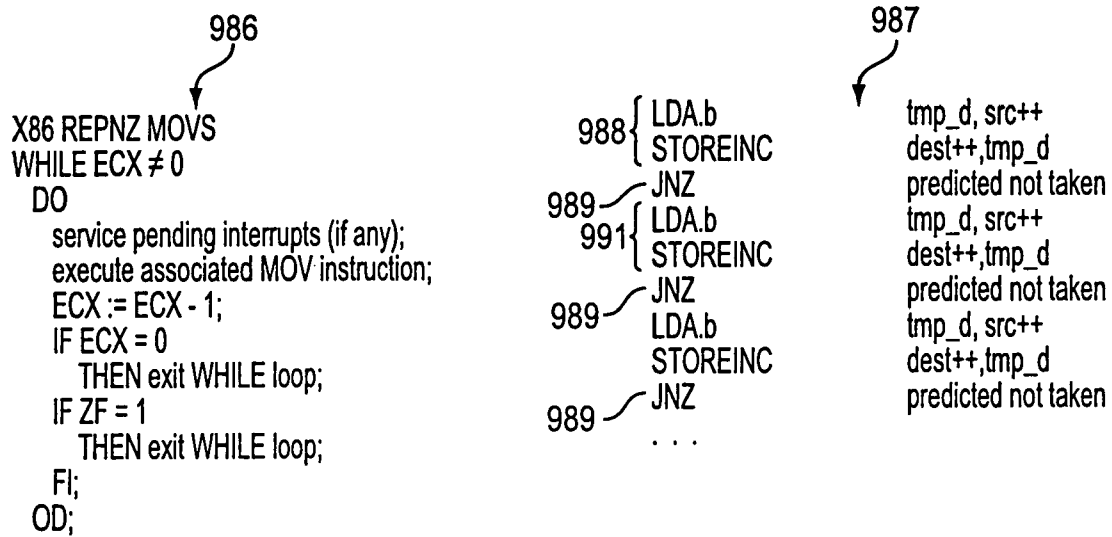 986
X86 REPNZ MOVS
WHILE ECX ≠ 0
DO
service pending interrupts (if any);
execute associated MOV instruction;
ECX := ECX - 1;
IF ECX = 0
THEN exit WHILE loop;
IF ZF = 1
THEN exit WHILE loop;
FI;
OD;
987
988 LDA.b tmp_d, src++
STOREINC dest++,tmp_d
989 JNZ predicted not taken
991 LDA.b tmp_d, src++
STOREINC dest++,tmp_d
989 JNZ predicted not taken
LDA.b tmp_d, src++
STOREINC dest++,tmp_d
989 JNZ predicted not taken
. . .